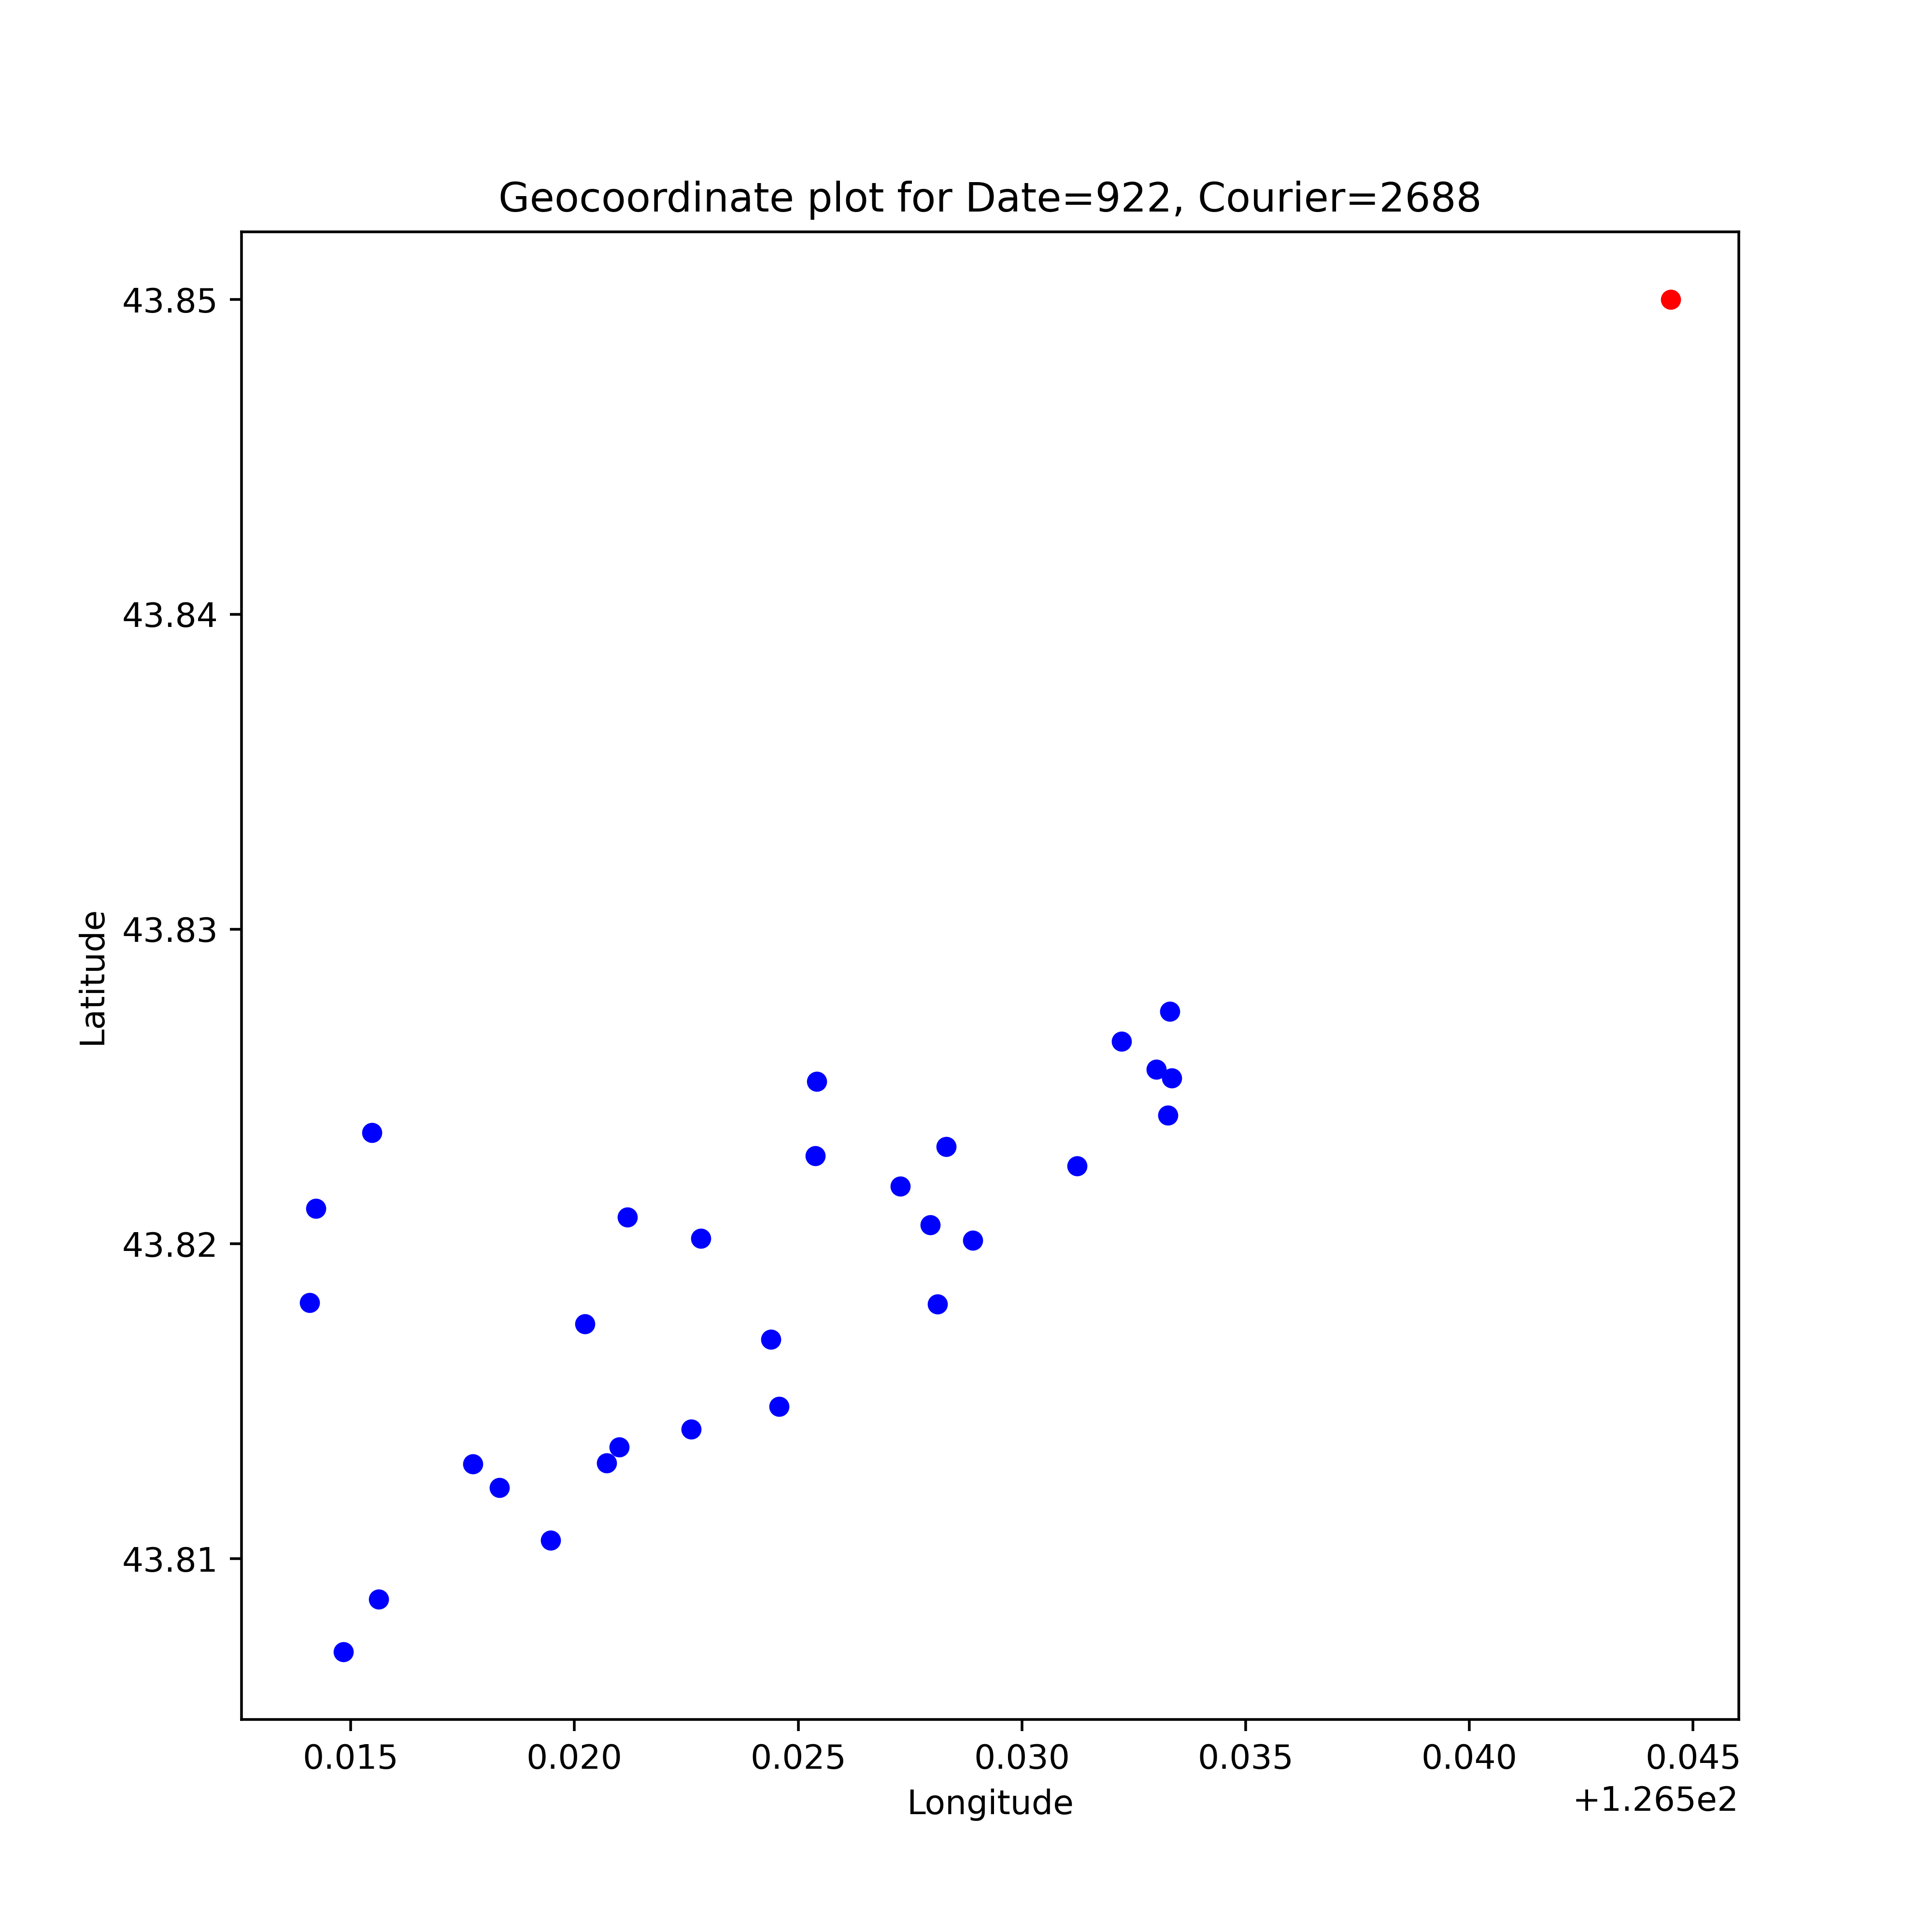 Geocoordinate plot for Date=922, Courier=2688
43.85
43.84
43.83
43.82
43.81
Latitude
0.015 0.020 0.025 0.030 0.035 0.040 0.045
+1.265e2
Longitude